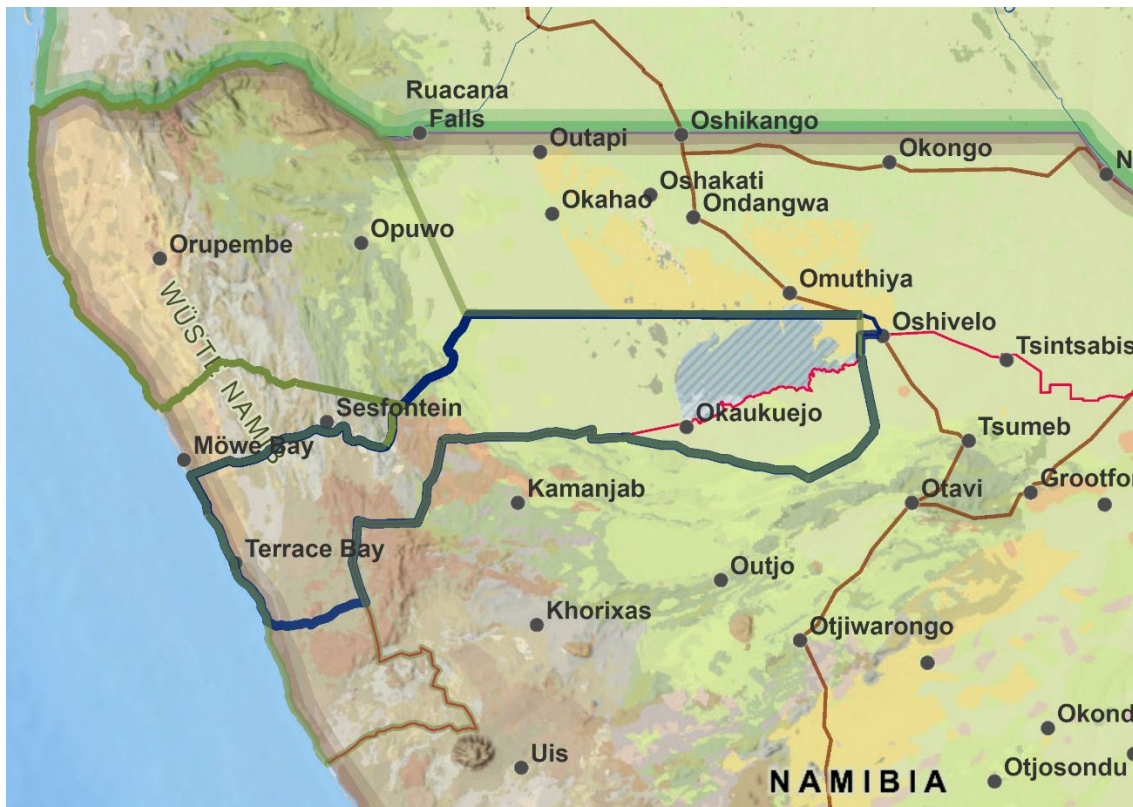 Ruacana
Falls
Oshikango
Outapi
Okongo
N
Oshakati
Okahao
Ondangwa
Opuwo
Orupembe
Omuthiya
WÜSTE NAMIB
Oshivelo
Tsintsabis
Sesfontein
Okaukuejo
Möwe Bay
Tsumeb
Kamanjab
Otavi
Grootfor
Terrace Bay
Outjo
Khorixas
Otjiwarongo
Okond
Uis
NAMIBIA
Otjosondu